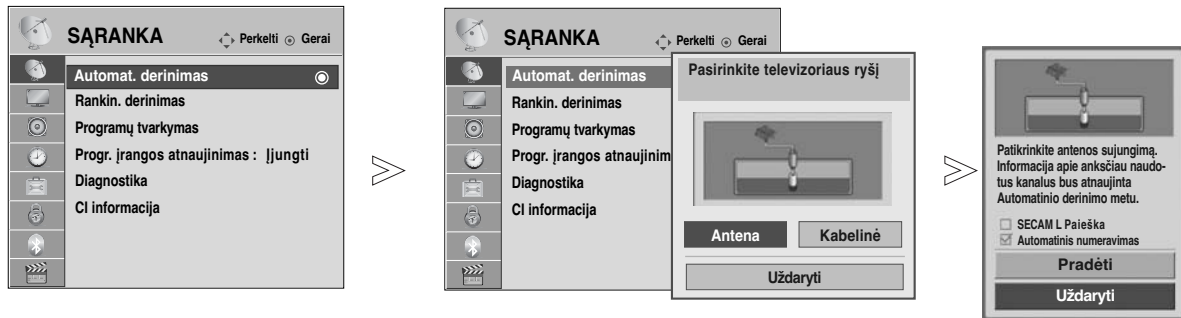 SĄRANKA
Perkelti Gerai
Automat. derinimas
Rankin. derinimas
Programų tvarkymas
Progr. įrangos atnaujinimas : Įjungti
Diagnostika
CI informacija
SĄRANKA
Perkelti Gerai
Automat. derinimas
Rankin. derinimas
Programų tvarkymas
Progr. įrangos atnaujinim
Diagnostika
CI informacija
Pasirinkite televizoriaus ryšį
Antena Kabelinė
Uždaryti
Patikrinkite antenos sujungimą.
Informacija apie anksčiau naudo-
tus kanalus bus atnaujinta
Automatinio derinimo metu.
SECAM L Paieška
Automatinis numeravimas
Pradėti
Uždaryti